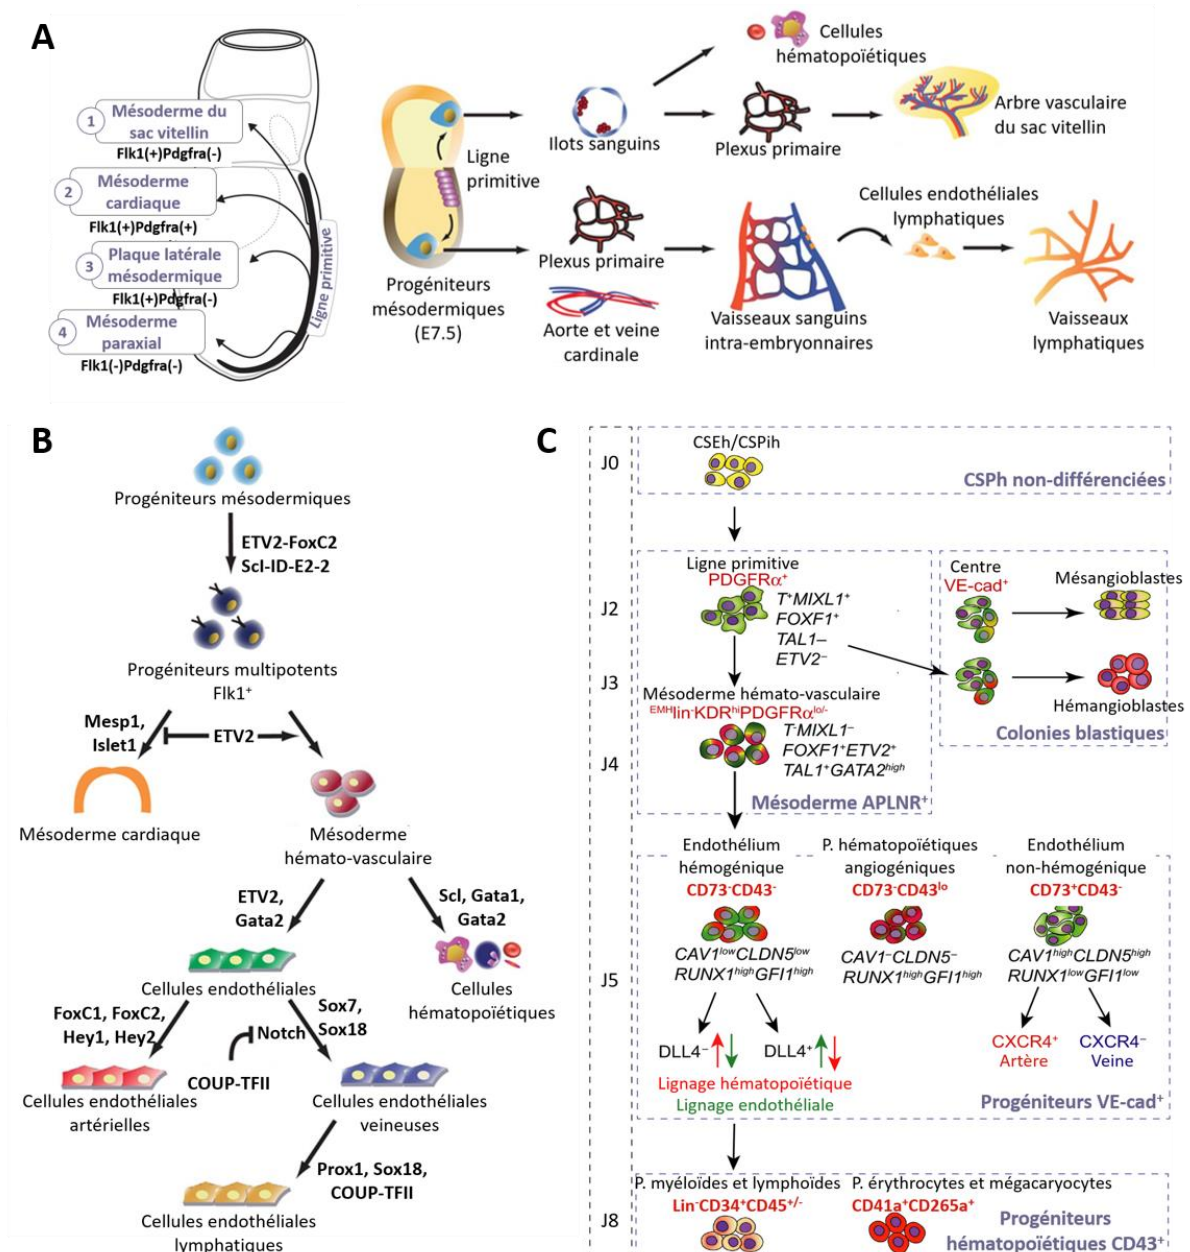 A
1
Mésoderme du
sac vitellin
Flk1(+)Pdgfra(-)
2
Mésoderme
cardiaque
Flk1(+)Pdgfra(+)
3
Plaque latérale
mésodermique
Flk1(+)Pdgfra(-)
4
Mésoderme
paraxial
Flk1(-)Pdgfra(-)
Ligne primitive
Ligne
primitive
Progéniteurs
mésodermiques
(E7.5)
Ilots sanguins
Cellules
hématopoïétiques
Plexus primaire
Arbre vasculaire
du sac vitellin
Plexus primaire
Aorte et veine
cardinale
Vaisseaux sanguins
intra-embryonnaires
Cellules endothéliales
lymphatiques
Vaisseaux
lymphatiques
B
Progéniteurs mésodermiques
ETV2-FoxC2
Scl-ID-E2-2
Progéniteurs multipotents
Flk1⁺
Mesp1,
Islet1
ETV2
Mésoderme cardiaque
Mésoderme
hémato-vasculaire
ETV2,
Gata2
Scl, Gata1,
Gata2
Cellules endothéliales
Cellules
hématopoïétiques
FoxC1, FoxC2,
Hey1, Hey2
Notch
Sox7,
Sox18
COUP-TFII
Cellules endothéliales
artérielles
Cellules endothéliales
veineuses
Prox1, Sox18,
COUP-TFII
Cellules endothéliales
lymphatiques
C
J0
CSEh/CSPih
CSPh non-différenciées
J2
Ligne primitive
PDGFRα⁺
T⁺MIXL1⁺
FOXF1⁺
TAL1–
ETV2⁻
Centre
VE-cad⁺
Mésangioblastes
Hémangioblastes
Colonies blastiques
J3
Mésoderme hémato-vasculaire
ᴱᴹᴴlin⁻KDRʰⁱPDGFRαˡᵒ/⁻
T⁻MIXL1⁻
FOXF1⁺ETV2⁺
TAL1⁺GATA2ʰⁱᵍʰ
J4
Mésoderme APLNR⁺
Endothélium
hémogénique
CD73⁻CD43⁻
CAV1ˡᵒʷCLDN5ˡᵒʷ
RUNX1ʰⁱᵍʰGFI1ʰⁱᵍʰ
P. hématopoïétiques
angiogéniques
CD73⁻CD43ˡᵒ
CAV1⁻CLDN5⁻
RUNX1ʰⁱᵍʰGFI1ʰⁱᵍʰ
Endothélium
non-hémogénique
CD73⁺CD43⁻
CAV1ʰⁱᵍʰCLDN5ʰⁱᵍʰ
RUNX1ˡᵒʷGFI1ˡᵒʷ
J5
DLL4⁻
DLL4⁺
Lignage hématopoïétique
Lignage endothéliale
CXCR4⁺
Artère
CXCR4⁻
Veine
Progéniteurs VE-cad⁺
J8
P. myéloïdes et lymphoïdes
Lin⁻CD34⁺CD45⁺/⁻
P. érythrocytes et mégacaryocytes
CD41a⁺CD265a⁺
Progéniteurs
hématopoïétiques CD43⁺